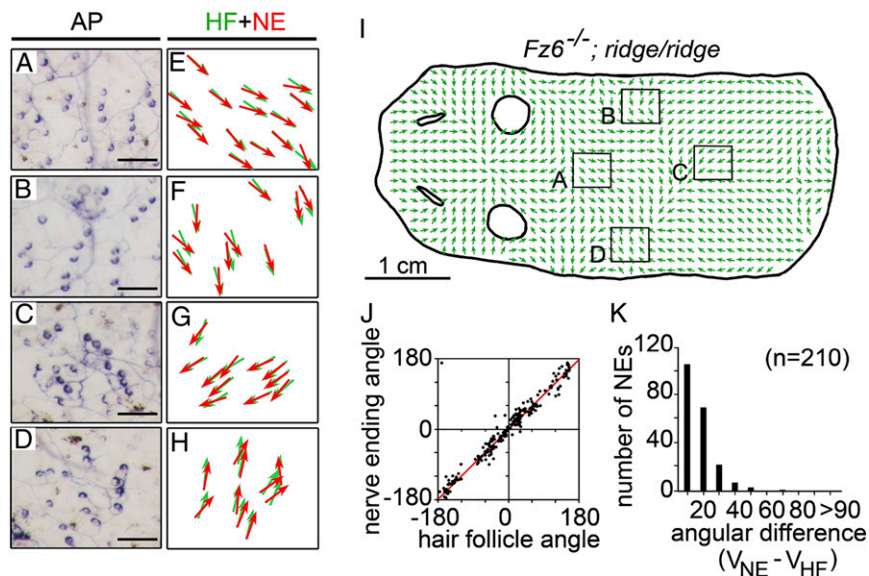 AP
HF+NE
A
E
B
F
C
G
D
H
I
Fz6-/-; ridge/ridge
B
A
C
D
1 cm
J
nerve ending angle
180
0
-180
-180 0 180
hair follicle angle
K
number of NEs
120
80
40
0
(n=210)
20 40 60 80 >90
angular difference
(VNE - VHF)